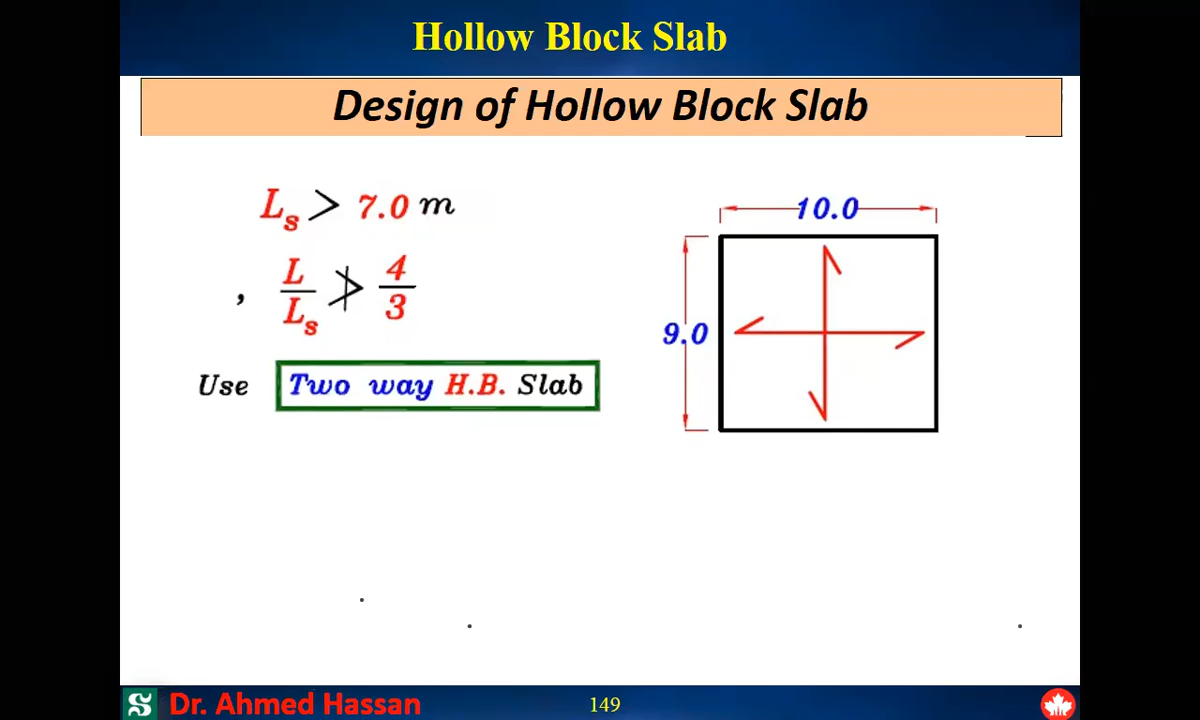 Hollow Block Slab
Design of Hollow Block Slab
Lₛ > 7.0 m
, L/Lₛ ≯ 4/3
Use Two way H.B. Slab
10.0
9.0
Dr. Ahmed Hassan
149